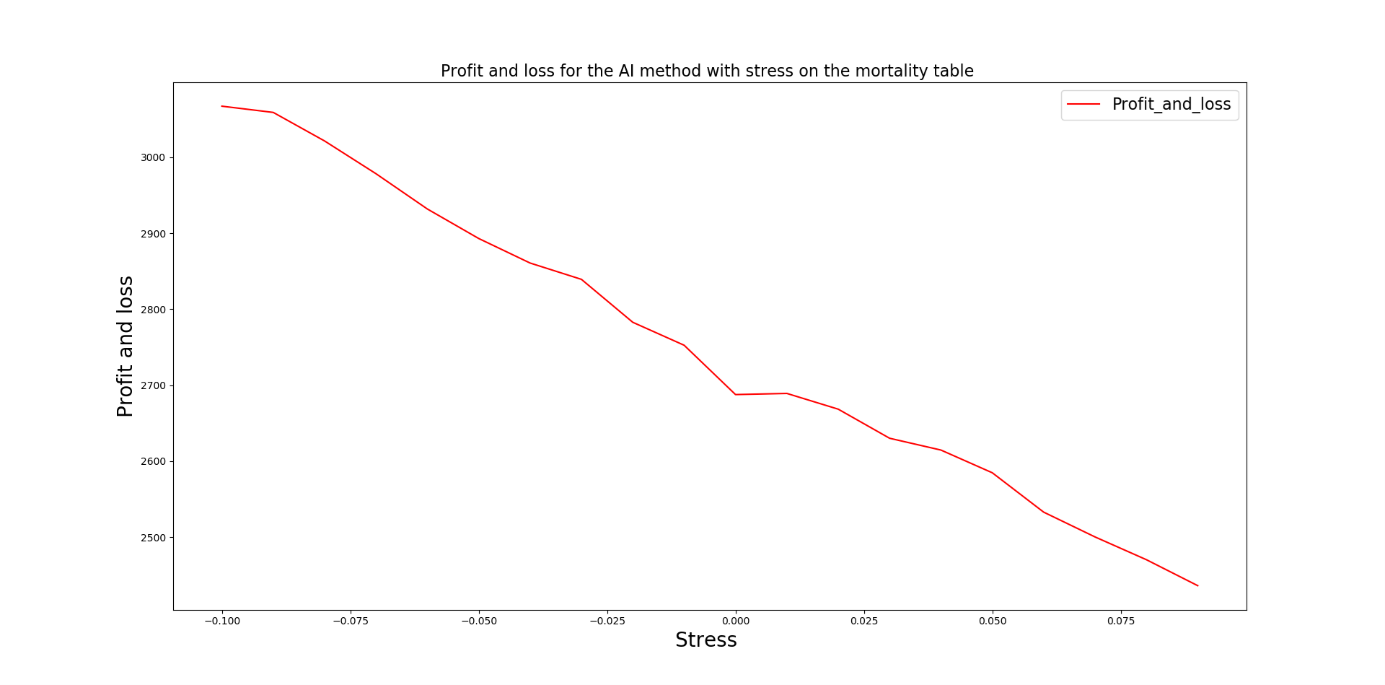 Profit and loss for the AI method with stress on the mortality table
Profit_and_loss
Profit and loss
3000
2900
2800
2700
2600
2500
−0.100 −0.075 −0.050 −0.025 0.000 0.025 0.050 0.075
Stress